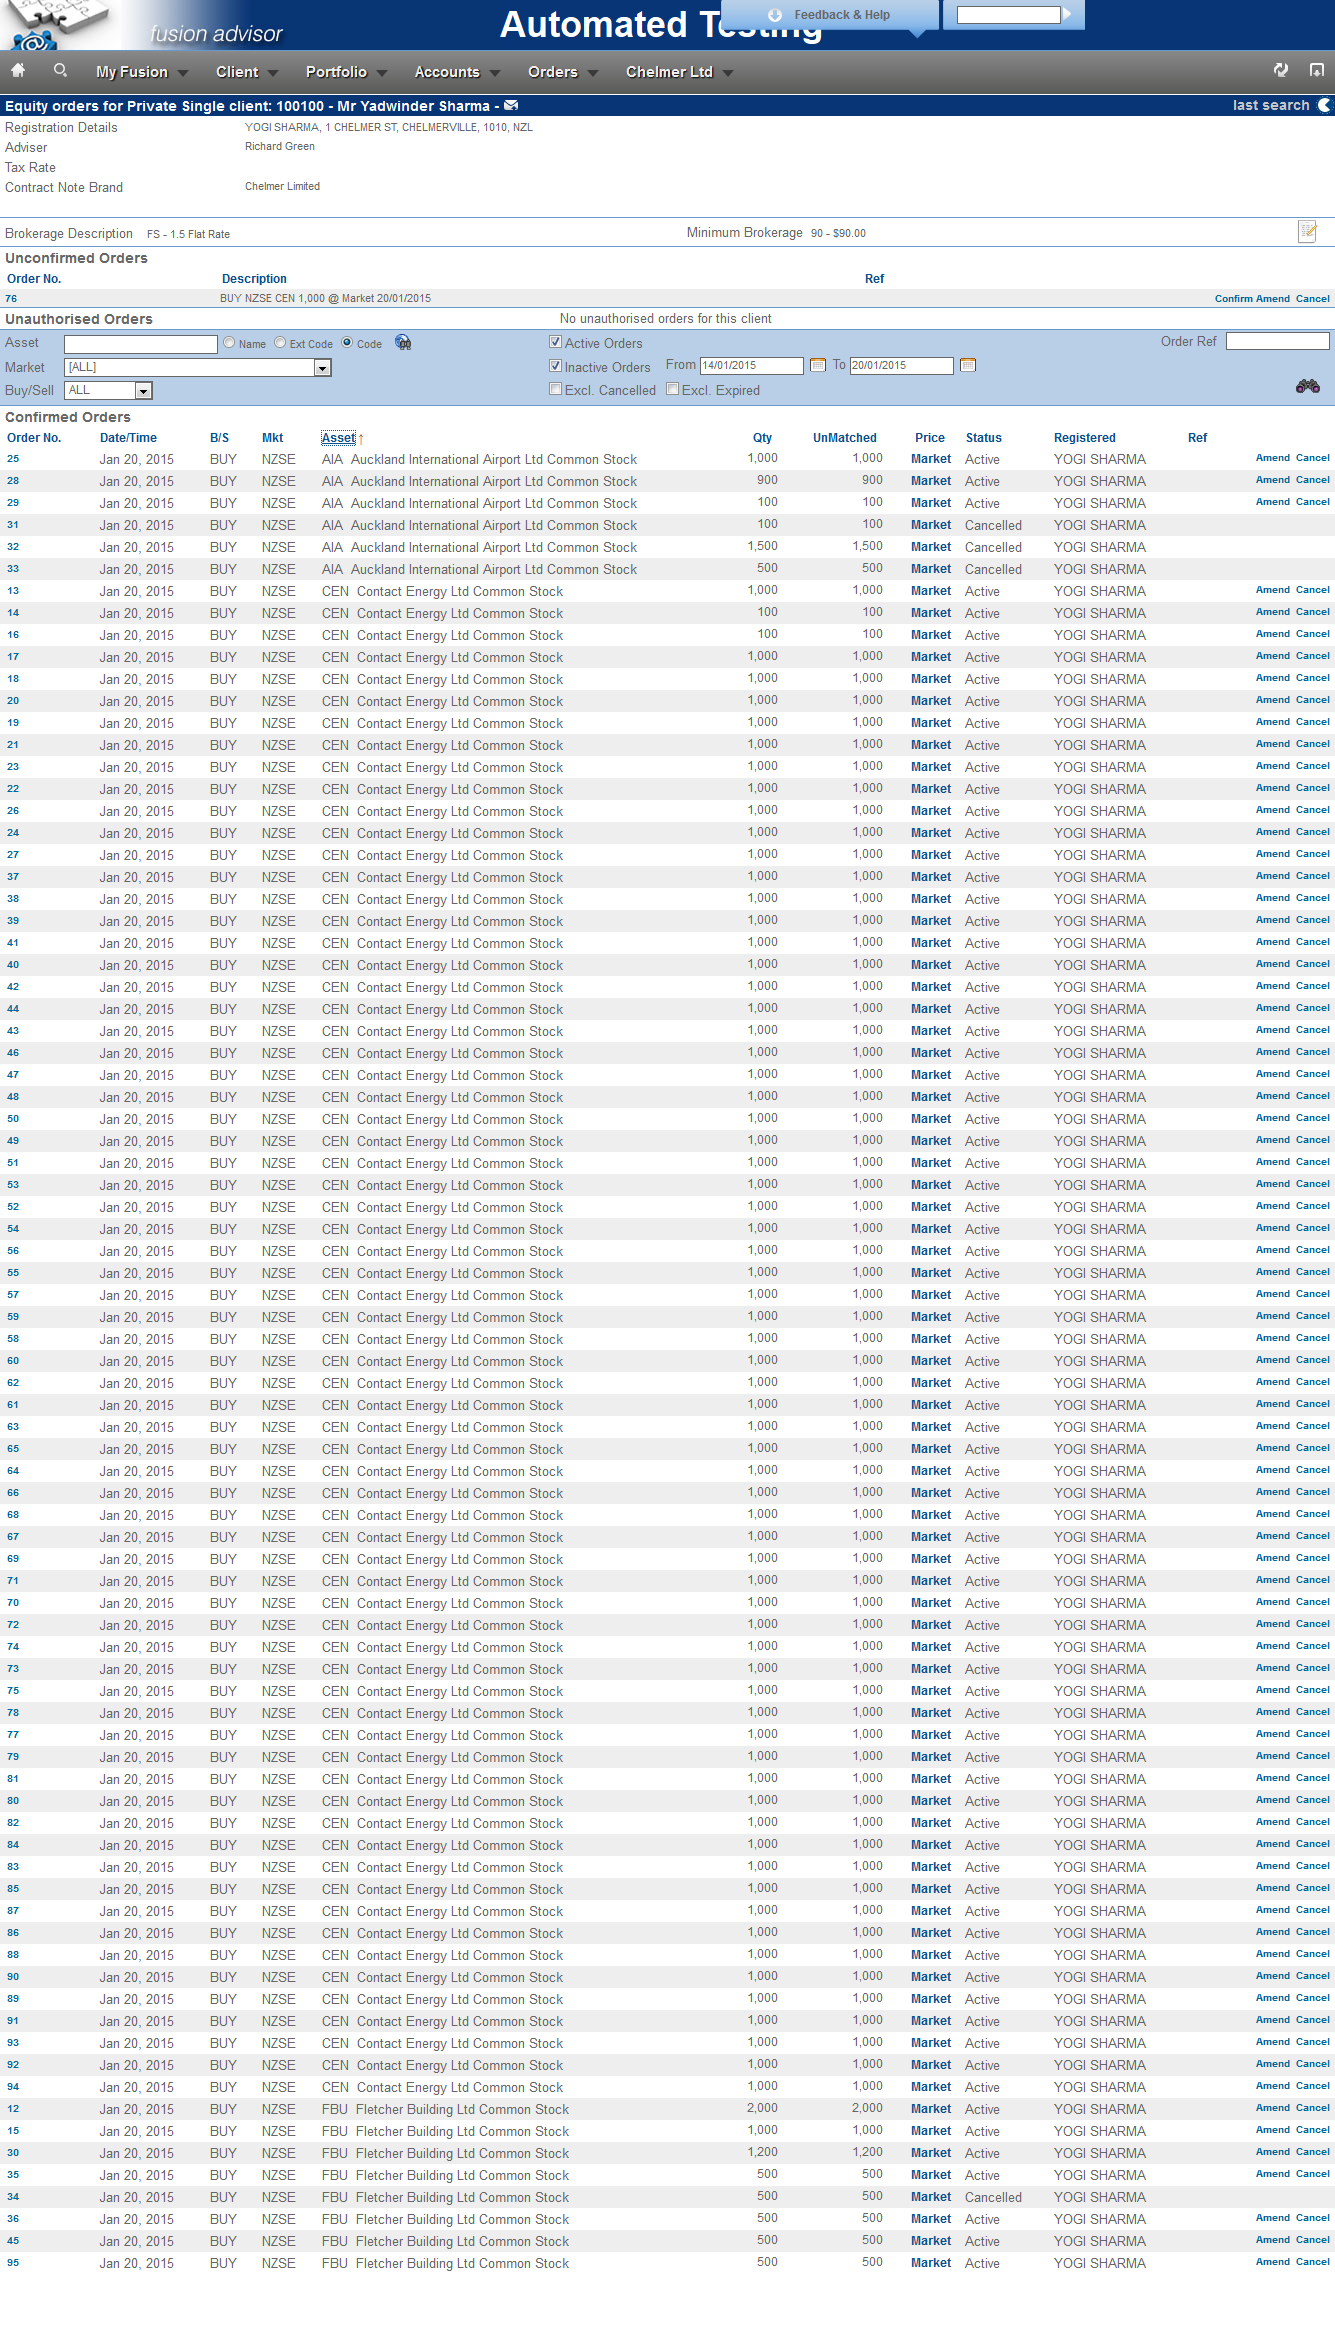 fusion advisor
Automated Testing
Feedback & Help
My Fusion Client Portfolio Accounts Orders Chelmer Ltd
Equity orders for Private Single client: 100100 - Mr Yadwinder Sharma - last search
Registration Details YOGI SHARMA, 1 CHELMER ST, CHELMERVILLE, 1010, NZL
Adviser Richard Green
Tax Rate
Contract Note Brand Chelmer Limited
Brokerage Description FS - 1.5 Flat Rate Minimum Brokerage 90 - $90.00
Unconfirmed Orders
Order No. Description Ref
76 BUY NZSE CEN 1,000 @ Market 20/01/2015 Confirm Amend Cancel
Unauthorised Orders No unauthorised orders for this client
Asset Name Ext Code Code Active Orders Order Ref
Market [ALL] Inactive Orders From 14/01/2015 To 20/01/2015
Buy/Sell ALL Excl. Cancelled Excl. Expired
Confirmed Orders
Order No. Date/Time B/S Mkt Asset↑ Qty UnMatched Price Status Registered Ref
25 Jan 20, 2015 BUY NZSE AIA Auckland International Airport Ltd Common Stock 1,000 1,000 Market Active YOGI SHARMA Amend Cancel
28 Jan 20, 2015 BUY NZSE AIA Auckland International Airport Ltd Common Stock 900 900 Market Active YOGI SHARMA Amend Cancel
29 Jan 20, 2015 BUY NZSE AIA Auckland International Airport Ltd Common Stock 100 100 Market Active YOGI SHARMA Amend Cancel
31 Jan 20, 2015 BUY NZSE AIA Auckland International Airport Ltd Common Stock 100 100 Market Cancelled YOGI SHARMA
32 Jan 20, 2015 BUY NZSE AIA Auckland International Airport Ltd Common Stock 1,500 1,500 Market Cancelled YOGI SHARMA
33 Jan 20, 2015 BUY NZSE AIA Auckland International Airport Ltd Common Stock 500 500 Market Cancelled YOGI SHARMA
13 Jan 20, 2015 BUY NZSE CEN Contact Energy Ltd Common Stock 1,000 1,000 Market Active YOGI SHARMA Amend Cancel
14 Jan 20, 2015 BUY NZSE CEN Contact Energy Ltd Common Stock 100 100 Market Active YOGI SHARMA Amend Cancel
16 Jan 20, 2015 BUY NZSE CEN Contact Energy Ltd Common Stock 100 100 Market Active YOGI SHARMA Amend Cancel
17 Jan 20, 2015 BUY NZSE CEN Contact Energy Ltd Common Stock 1,000 1,000 Market Active YOGI SHARMA Amend Cancel
18 Jan 20, 2015 BUY NZSE CEN Contact Energy Ltd Common Stock 1,000 1,000 Market Active YOGI SHARMA Amend Cancel
20 Jan 20, 2015 BUY NZSE CEN Contact Energy Ltd Common Stock 1,000 1,000 Market Active YOGI SHARMA Amend Cancel
19 Jan 20, 2015 BUY NZSE CEN Contact Energy Ltd Common Stock 1,000 1,000 Market Active YOGI SHARMA Amend Cancel
21 Jan 20, 2015 BUY NZSE CEN Contact Energy Ltd Common Stock 1,000 1,000 Market Active YOGI SHARMA Amend Cancel
23 Jan 20, 2015 BUY NZSE CEN Contact Energy Ltd Common Stock 1,000 1,000 Market Active YOGI SHARMA Amend Cancel
22 Jan 20, 2015 BUY NZSE CEN Contact Energy Ltd Common Stock 1,000 1,000 Market Active YOGI SHARMA Amend Cancel
26 Jan 20, 2015 BUY NZSE CEN Contact Energy Ltd Common Stock 1,000 1,000 Market Active YOGI SHARMA Amend Cancel
24 Jan 20, 2015 BUY NZSE CEN Contact Energy Ltd Common Stock 1,000 1,000 Market Active YOGI SHARMA Amend Cancel
27 Jan 20, 2015 BUY NZSE CEN Contact Energy Ltd Common Stock 1,000 1,000 Market Active YOGI SHARMA Amend Cancel
37 Jan 20, 2015 BUY NZSE CEN Contact Energy Ltd Common Stock 1,000 1,000 Market Active YOGI SHARMA Amend Cancel
38 Jan 20, 2015 BUY NZSE CEN Contact Energy Ltd Common Stock 1,000 1,000 Market Active YOGI SHARMA Amend Cancel
39 Jan 20, 2015 BUY NZSE CEN Contact Energy Ltd Common Stock 1,000 1,000 Market Active YOGI SHARMA Amend Cancel
41 Jan 20, 2015 BUY NZSE CEN Contact Energy Ltd Common Stock 1,000 1,000 Market Active YOGI SHARMA Amend Cancel
40 Jan 20, 2015 BUY NZSE CEN Contact Energy Ltd Common Stock 1,000 1,000 Market Active YOGI SHARMA Amend Cancel
42 Jan 20, 2015 BUY NZSE CEN Contact Energy Ltd Common Stock 1,000 1,000 Market Active YOGI SHARMA Amend Cancel
44 Jan 20, 2015 BUY NZSE CEN Contact Energy Ltd Common Stock 1,000 1,000 Market Active YOGI SHARMA Amend Cancel
43 Jan 20, 2015 BUY NZSE CEN Contact Energy Ltd Common Stock 1,000 1,000 Market Active YOGI SHARMA Amend Cancel
46 Jan 20, 2015 BUY NZSE CEN Contact Energy Ltd Common Stock 1,000 1,000 Market Active YOGI SHARMA Amend Cancel
47 Jan 20, 2015 BUY NZSE CEN Contact Energy Ltd Common Stock 1,000 1,000 Market Active YOGI SHARMA Amend Cancel
48 Jan 20, 2015 BUY NZSE CEN Contact Energy Ltd Common Stock 1,000 1,000 Market Active YOGI SHARMA Amend Cancel
50 Jan 20, 2015 BUY NZSE CEN Contact Energy Ltd Common Stock 1,000 1,000 Market Active YOGI SHARMA Amend Cancel
49 Jan 20, 2015 BUY NZSE CEN Contact Energy Ltd Common Stock 1,000 1,000 Market Active YOGI SHARMA Amend Cancel
51 Jan 20, 2015 BUY NZSE CEN Contact Energy Ltd Common Stock 1,000 1,000 Market Active YOGI SHARMA Amend Cancel
53 Jan 20, 2015 BUY NZSE CEN Contact Energy Ltd Common Stock 1,000 1,000 Market Active YOGI SHARMA Amend Cancel
52 Jan 20, 2015 BUY NZSE CEN Contact Energy Ltd Common Stock 1,000 1,000 Market Active YOGI SHARMA Amend Cancel
54 Jan 20, 2015 BUY NZSE CEN Contact Energy Ltd Common Stock 1,000 1,000 Market Active YOGI SHARMA Amend Cancel
56 Jan 20, 2015 BUY NZSE CEN Contact Energy Ltd Common Stock 1,000 1,000 Market Active YOGI SHARMA Amend Cancel
55 Jan 20, 2015 BUY NZSE CEN Contact Energy Ltd Common Stock 1,000 1,000 Market Active YOGI SHARMA Amend Cancel
57 Jan 20, 2015 BUY NZSE CEN Contact Energy Ltd Common Stock 1,000 1,000 Market Active YOGI SHARMA Amend Cancel
59 Jan 20, 2015 BUY NZSE CEN Contact Energy Ltd Common Stock 1,000 1,000 Market Active YOGI SHARMA Amend Cancel
58 Jan 20, 2015 BUY NZSE CEN Contact Energy Ltd Common Stock 1,000 1,000 Market Active YOGI SHARMA Amend Cancel
60 Jan 20, 2015 BUY NZSE CEN Contact Energy Ltd Common Stock 1,000 1,000 Market Active YOGI SHARMA Amend Cancel
62 Jan 20, 2015 BUY NZSE CEN Contact Energy Ltd Common Stock 1,000 1,000 Market Active YOGI SHARMA Amend Cancel
61 Jan 20, 2015 BUY NZSE CEN Contact Energy Ltd Common Stock 1,000 1,000 Market Active YOGI SHARMA Amend Cancel
63 Jan 20, 2015 BUY NZSE CEN Contact Energy Ltd Common Stock 1,000 1,000 Market Active YOGI SHARMA Amend Cancel
65 Jan 20, 2015 BUY NZSE CEN Contact Energy Ltd Common Stock 1,000 1,000 Market Active YOGI SHARMA Amend Cancel
64 Jan 20, 2015 BUY NZSE CEN Contact Energy Ltd Common Stock 1,000 1,000 Market Active YOGI SHARMA Amend Cancel
66 Jan 20, 2015 BUY NZSE CEN Contact Energy Ltd Common Stock 1,000 1,000 Market Active YOGI SHARMA Amend Cancel
68 Jan 20, 2015 BUY NZSE CEN Contact Energy Ltd Common Stock 1,000 1,000 Market Active YOGI SHARMA Amend Cancel
67 Jan 20, 2015 BUY NZSE CEN Contact Energy Ltd Common Stock 1,000 1,000 Market Active YOGI SHARMA Amend Cancel
69 Jan 20, 2015 BUY NZSE CEN Contact Energy Ltd Common Stock 1,000 1,000 Market Active YOGI SHARMA Amend Cancel
71 Jan 20, 2015 BUY NZSE CEN Contact Energy Ltd Common Stock 1,000 1,000 Market Active YOGI SHARMA Amend Cancel
70 Jan 20, 2015 BUY NZSE CEN Contact Energy Ltd Common Stock 1,000 1,000 Market Active YOGI SHARMA Amend Cancel
72 Jan 20, 2015 BUY NZSE CEN Contact Energy Ltd Common Stock 1,000 1,000 Market Active YOGI SHARMA Amend Cancel
74 Jan 20, 2015 BUY NZSE CEN Contact Energy Ltd Common Stock 1,000 1,000 Market Active YOGI SHARMA Amend Cancel
73 Jan 20, 2015 BUY NZSE CEN Contact Energy Ltd Common Stock 1,000 1,000 Market Active YOGI SHARMA Amend Cancel
75 Jan 20, 2015 BUY NZSE CEN Contact Energy Ltd Common Stock 1,000 1,000 Market Active YOGI SHARMA Amend Cancel
78 Jan 20, 2015 BUY NZSE CEN Contact Energy Ltd Common Stock 1,000 1,000 Market Active YOGI SHARMA Amend Cancel
77 Jan 20, 2015 BUY NZSE CEN Contact Energy Ltd Common Stock 1,000 1,000 Market Active YOGI SHARMA Amend Cancel
79 Jan 20, 2015 BUY NZSE CEN Contact Energy Ltd Common Stock 1,000 1,000 Market Active YOGI SHARMA Amend Cancel
81 Jan 20, 2015 BUY NZSE CEN Contact Energy Ltd Common Stock 1,000 1,000 Market Active YOGI SHARMA Amend Cancel
80 Jan 20, 2015 BUY NZSE CEN Contact Energy Ltd Common Stock 1,000 1,000 Market Active YOGI SHARMA Amend Cancel
82 Jan 20, 2015 BUY NZSE CEN Contact Energy Ltd Common Stock 1,000 1,000 Market Active YOGI SHARMA Amend Cancel
84 Jan 20, 2015 BUY NZSE CEN Contact Energy Ltd Common Stock 1,000 1,000 Market Active YOGI SHARMA Amend Cancel
83 Jan 20, 2015 BUY NZSE CEN Contact Energy Ltd Common Stock 1,000 1,000 Market Active YOGI SHARMA Amend Cancel
85 Jan 20, 2015 BUY NZSE CEN Contact Energy Ltd Common Stock 1,000 1,000 Market Active YOGI SHARMA Amend Cancel
87 Jan 20, 2015 BUY NZSE CEN Contact Energy Ltd Common Stock 1,000 1,000 Market Active YOGI SHARMA Amend Cancel
86 Jan 20, 2015 BUY NZSE CEN Contact Energy Ltd Common Stock 1,000 1,000 Market Active YOGI SHARMA Amend Cancel
88 Jan 20, 2015 BUY NZSE CEN Contact Energy Ltd Common Stock 1,000 1,000 Market Active YOGI SHARMA Amend Cancel
90 Jan 20, 2015 BUY NZSE CEN Contact Energy Ltd Common Stock 1,000 1,000 Market Active YOGI SHARMA Amend Cancel
89 Jan 20, 2015 BUY NZSE CEN Contact Energy Ltd Common Stock 1,000 1,000 Market Active YOGI SHARMA Amend Cancel
91 Jan 20, 2015 BUY NZSE CEN Contact Energy Ltd Common Stock 1,000 1,000 Market Active YOGI SHARMA Amend Cancel
93 Jan 20, 2015 BUY NZSE CEN Contact Energy Ltd Common Stock 1,000 1,000 Market Active YOGI SHARMA Amend Cancel
92 Jan 20, 2015 BUY NZSE CEN Contact Energy Ltd Common Stock 1,000 1,000 Market Active YOGI SHARMA Amend Cancel
94 Jan 20, 2015 BUY NZSE CEN Contact Energy Ltd Common Stock 1,000 1,000 Market Active YOGI SHARMA Amend Cancel
12 Jan 20, 2015 BUY NZSE FBU Fletcher Building Ltd Common Stock 2,000 2,000 Market Active YOGI SHARMA Amend Cancel
15 Jan 20, 2015 BUY NZSE FBU Fletcher Building Ltd Common Stock 1,000 1,000 Market Active YOGI SHARMA Amend Cancel
30 Jan 20, 2015 BUY NZSE FBU Fletcher Building Ltd Common Stock 1,200 1,200 Market Active YOGI SHARMA Amend Cancel
35 Jan 20, 2015 BUY NZSE FBU Fletcher Building Ltd Common Stock 500 500 Market Active YOGI SHARMA Amend Cancel
34 Jan 20, 2015 BUY NZSE FBU Fletcher Building Ltd Common Stock 500 500 Market Cancelled YOGI SHARMA
36 Jan 20, 2015 BUY NZSE FBU Fletcher Building Ltd Common Stock 500 500 Market Active YOGI SHARMA Amend Cancel
45 Jan 20, 2015 BUY NZSE FBU Fletcher Building Ltd Common Stock 500 500 Market Active YOGI SHARMA Amend Cancel
95 Jan 20, 2015 BUY NZSE FBU Fletcher Building Ltd Common Stock 500 500 Market Active YOGI SHARMA Amend Cancel